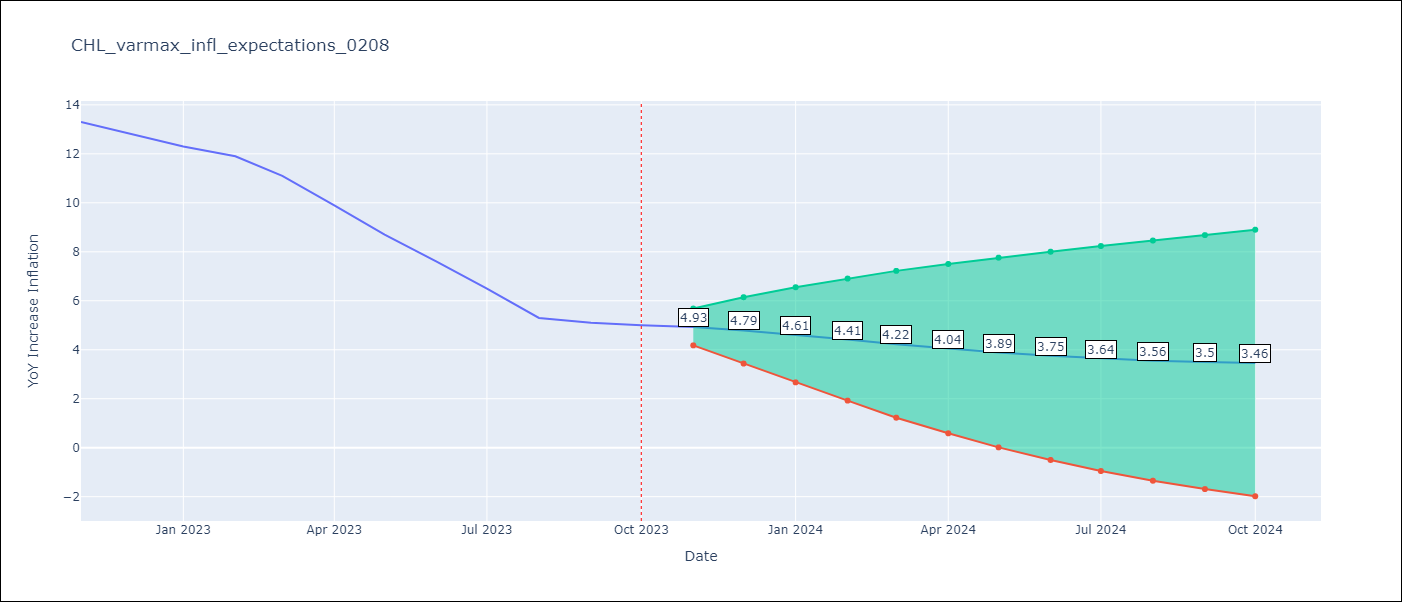 CHL_varmax_infl_expectations_0208
YoY Increase Inflation
14
12
10
8
6
4
2
0
−2
4.93
4.79
4.61
4.41
4.22
4.04
3.89
3.75
3.64
3.56
3.5
3.46
Jan 2023
Apr 2023
Jul 2023
Oct 2023
Jan 2024
Apr 2024
Jul 2024
Oct 2024
Date